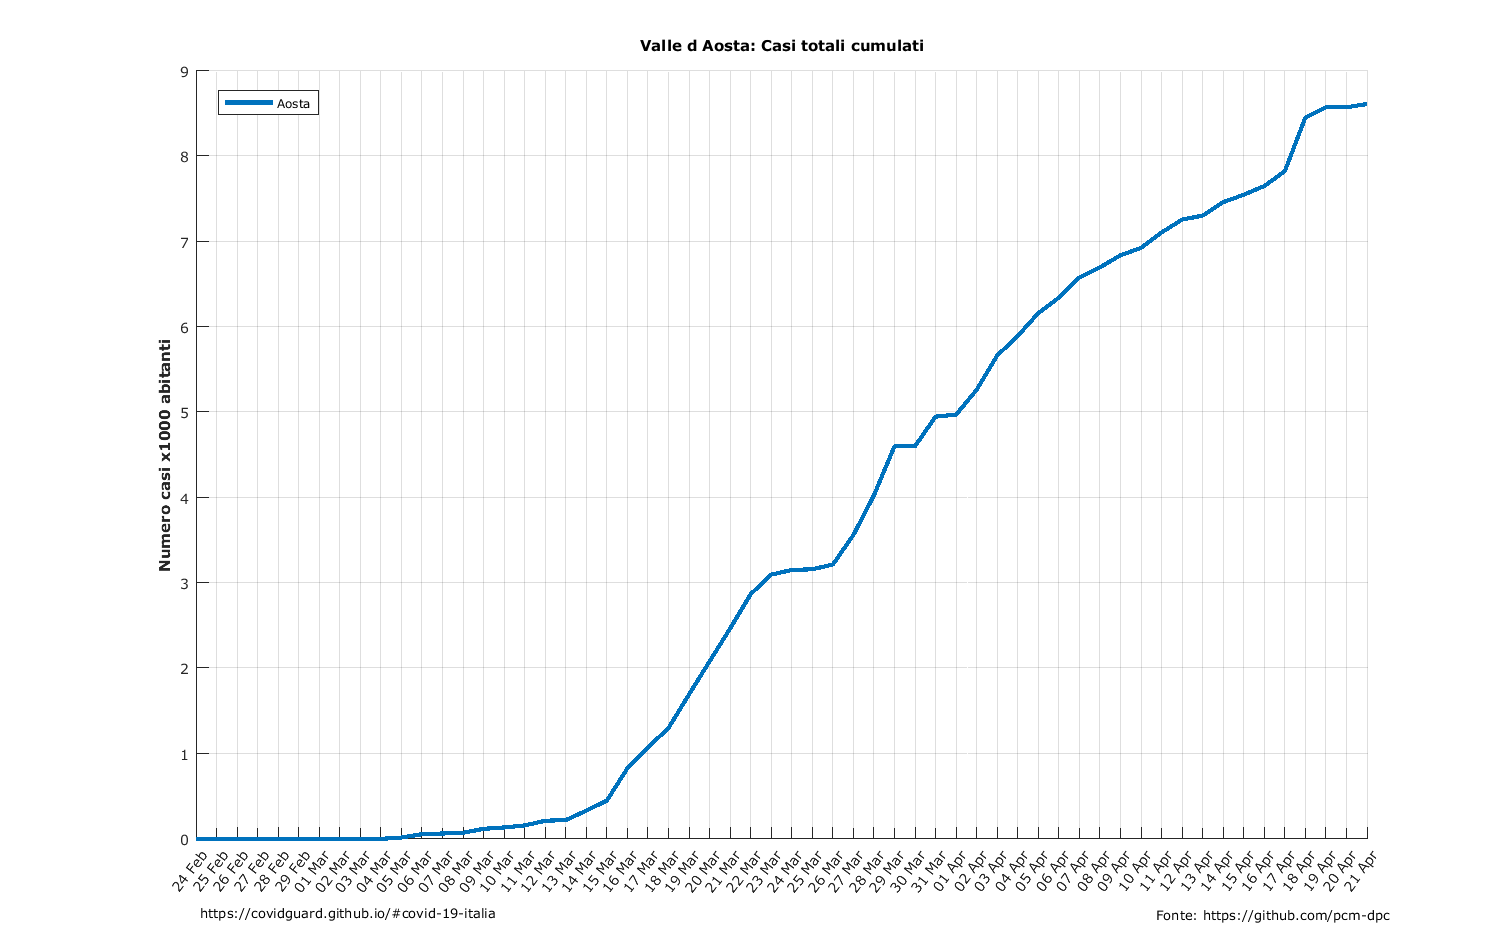 Valle d Aosta: Casi totali cumulati
Aosta
Numero casi x1000 abitanti
9
8
7
6
5
4
3
2
1
0
24 Feb
25 Feb
26 Feb
27 Feb
28 Feb
29 Feb
01 Mar
02 Mar
03 Mar
04 Mar
05 Mar
06 Mar
07 Mar
08 Mar
09 Mar
10 Mar
11 Mar
12 Mar
13 Mar
14 Mar
15 Mar
16 Mar
17 Mar
18 Mar
19 Mar
20 Mar
21 Mar
22 Mar
23 Mar
24 Mar
25 Mar
26 Mar
27 Mar
28 Mar
29 Mar
30 Mar
31 Mar
01 Apr
02 Apr
03 Apr
04 Apr
05 Apr
06 Apr
07 Apr
08 Apr
09 Apr
10 Apr
11 Apr
12 Apr
13 Apr
14 Apr
15 Apr
16 Apr
17 Apr
18 Apr
19 Apr
20 Apr
21 Apr
https://covidguard.github.io/#covid-19-italia
Fonte: https://github.com/pcm-dpc